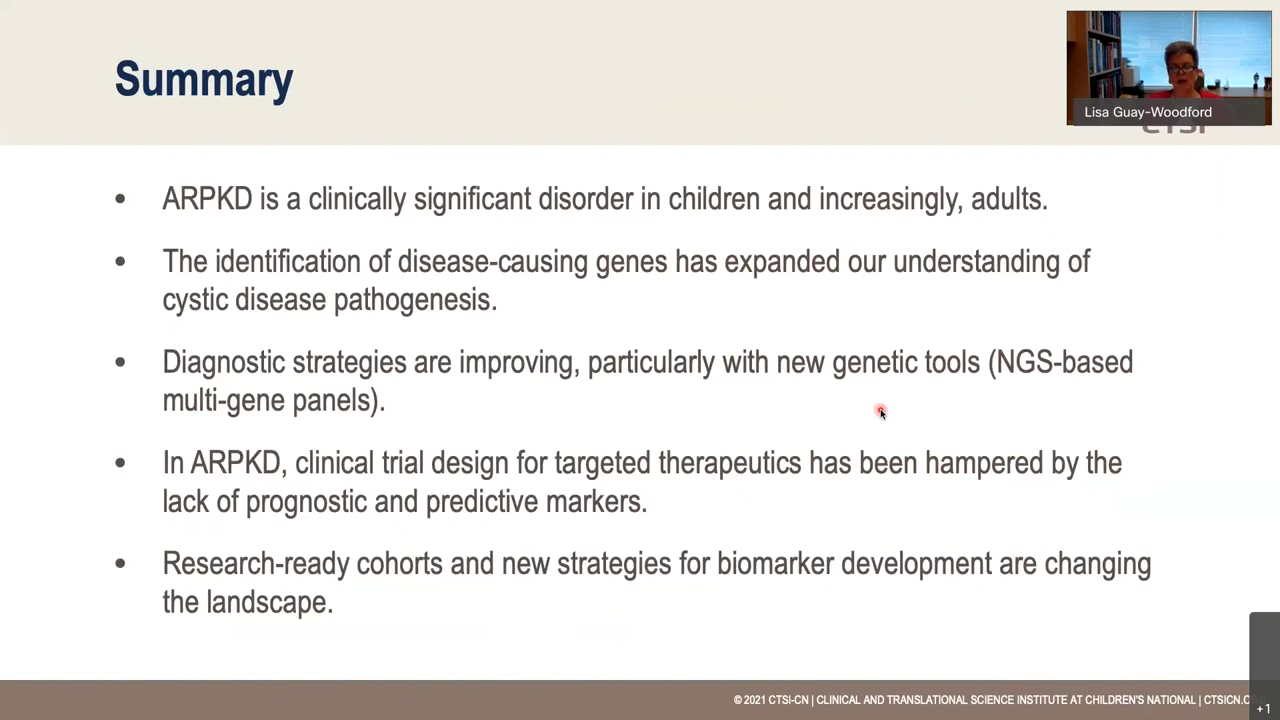 Summary
Lisa Guay-Woodford
CTSI
• ARPKD is a clinically significant disorder in children and increasingly, adults.
• The identification of disease-causing genes has expanded our understanding of
cystic disease pathogenesis.
• Diagnostic strategies are improving, particularly with new genetic tools (NGS-based
multi-gene panels).
• In ARPKD, clinical trial design for targeted therapeutics has been hampered by the
lack of prognostic and predictive markers.
• Research-ready cohorts and new strategies for biomarker development are changing
the landscape.
© 2021 CTSI-CN | CLINICAL AND TRANSLATIONAL SCIENCE INSTITUTE AT CHILDREN'S NATIONAL | CTSICN.
+1